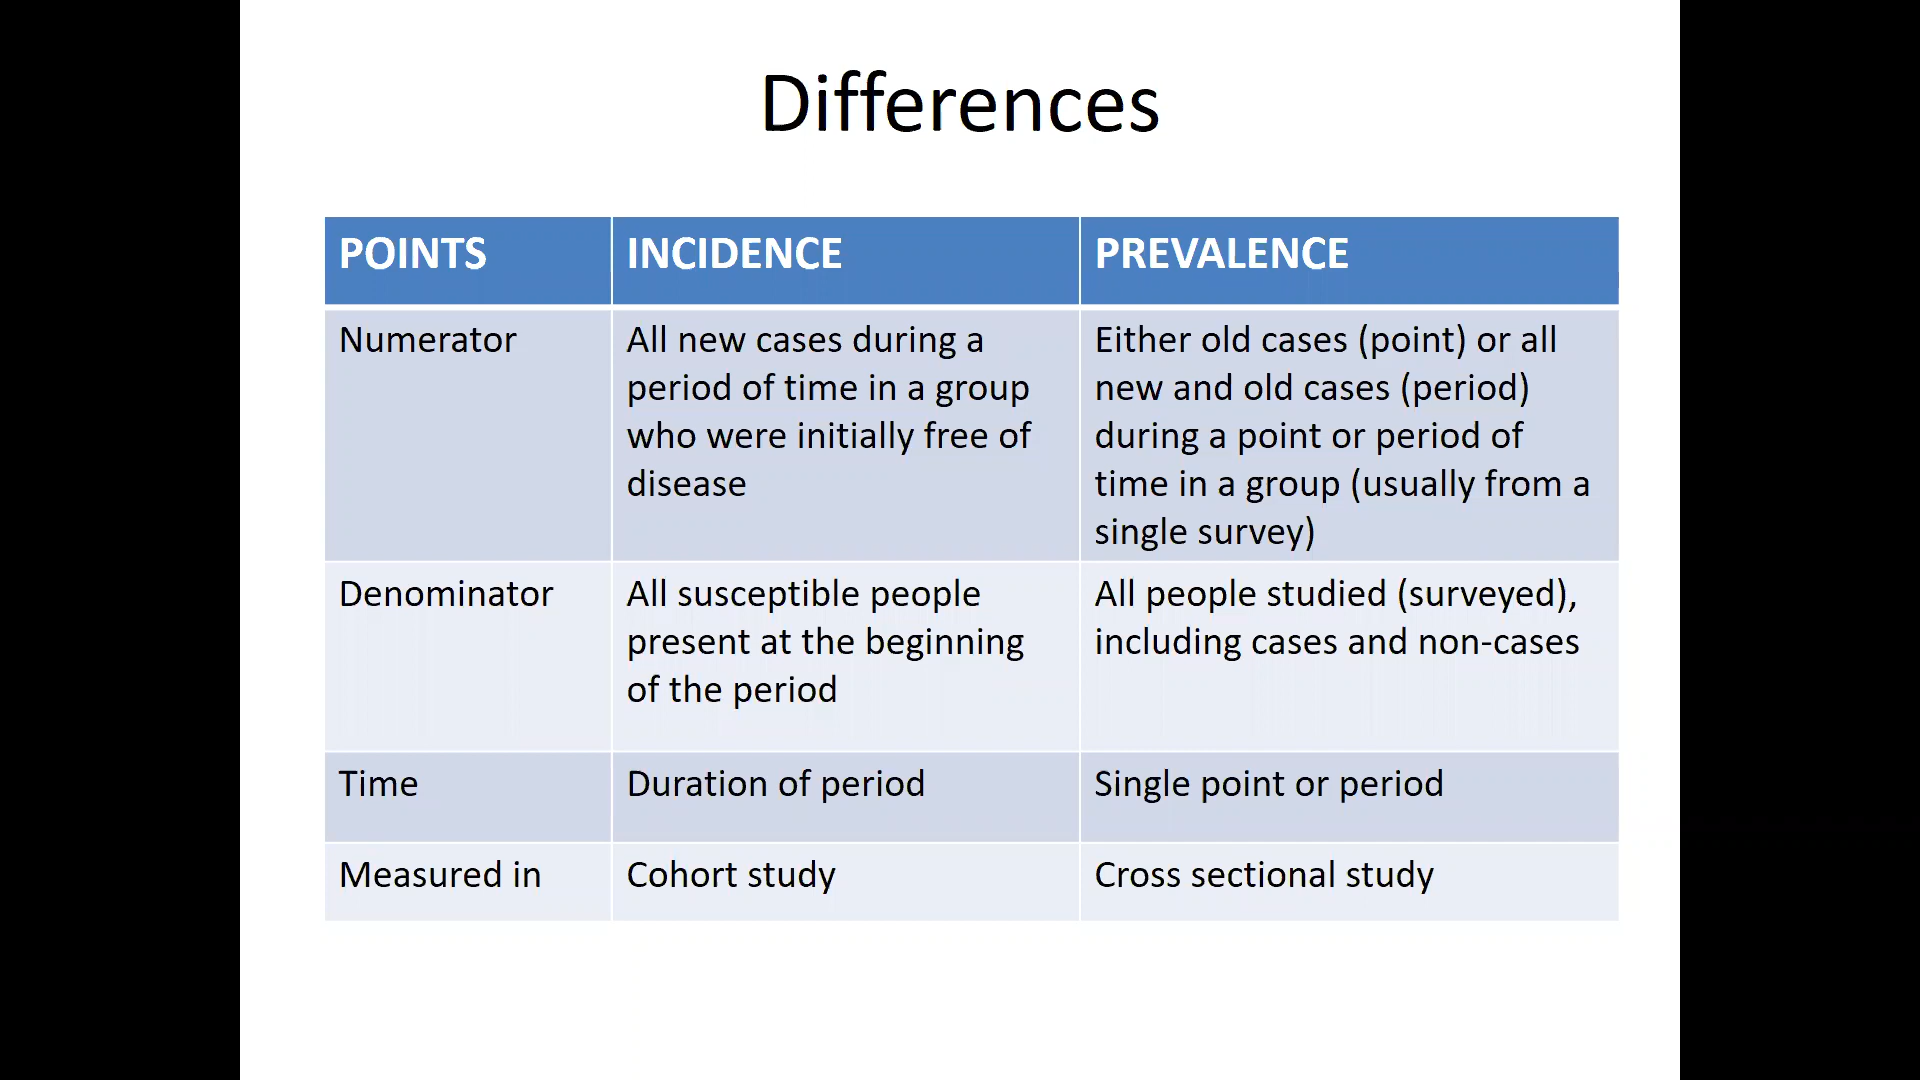 Differences
POINTS
INCIDENCE
PREVALENCE
Numerator
All new cases during a
period of time in a group
who were initially free of
disease
Either old cases (point) or all
new and old cases (period)
during a point or period of
time in a group (usually from a
single survey)
Denominator
All susceptible people
present at the beginning
of the period
All people studied (surveyed),
including cases and non-cases
Time
Duration of period
Single point or period
Measured in
Cohort study
Cross sectional study